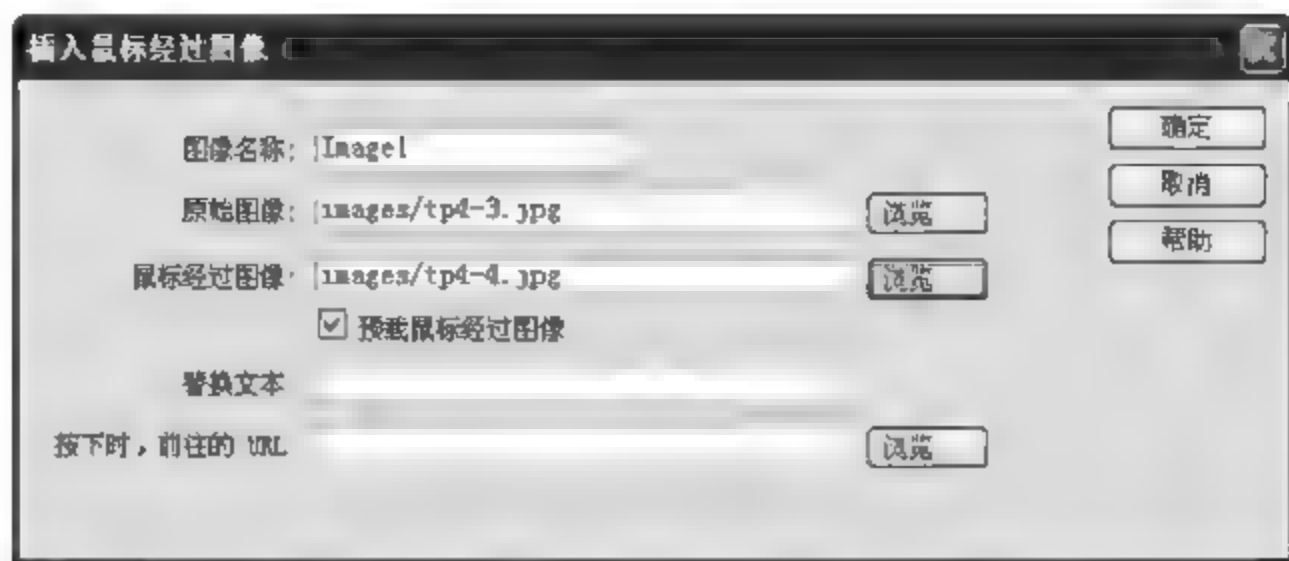 插入鼠标经过图像
图像名称: Image1
确定
原始图像: images/tp4-3.jpg 浏览
取消
鼠标经过图像: images/tp4-4.jpg 浏览
帮助
预载鼠标经过图像
替换文本
按下时,前往的 URL 浏览